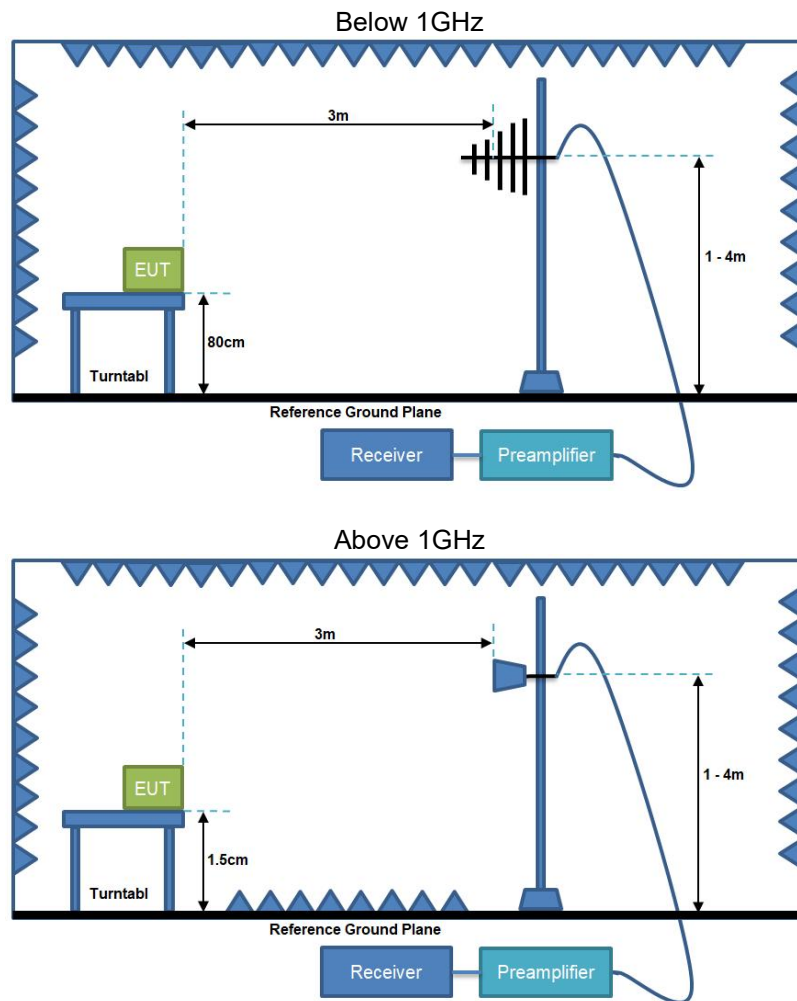 Below 1GHz
3m
EUT
1 - 4m
80cm
Turntabl
Reference Ground Plane
Receiver
Preamplifier
Above 1GHz
3m
EUT
1 - 4m
1.5cm
Turntabl
Reference Ground Plane
Receiver
Preamplifier